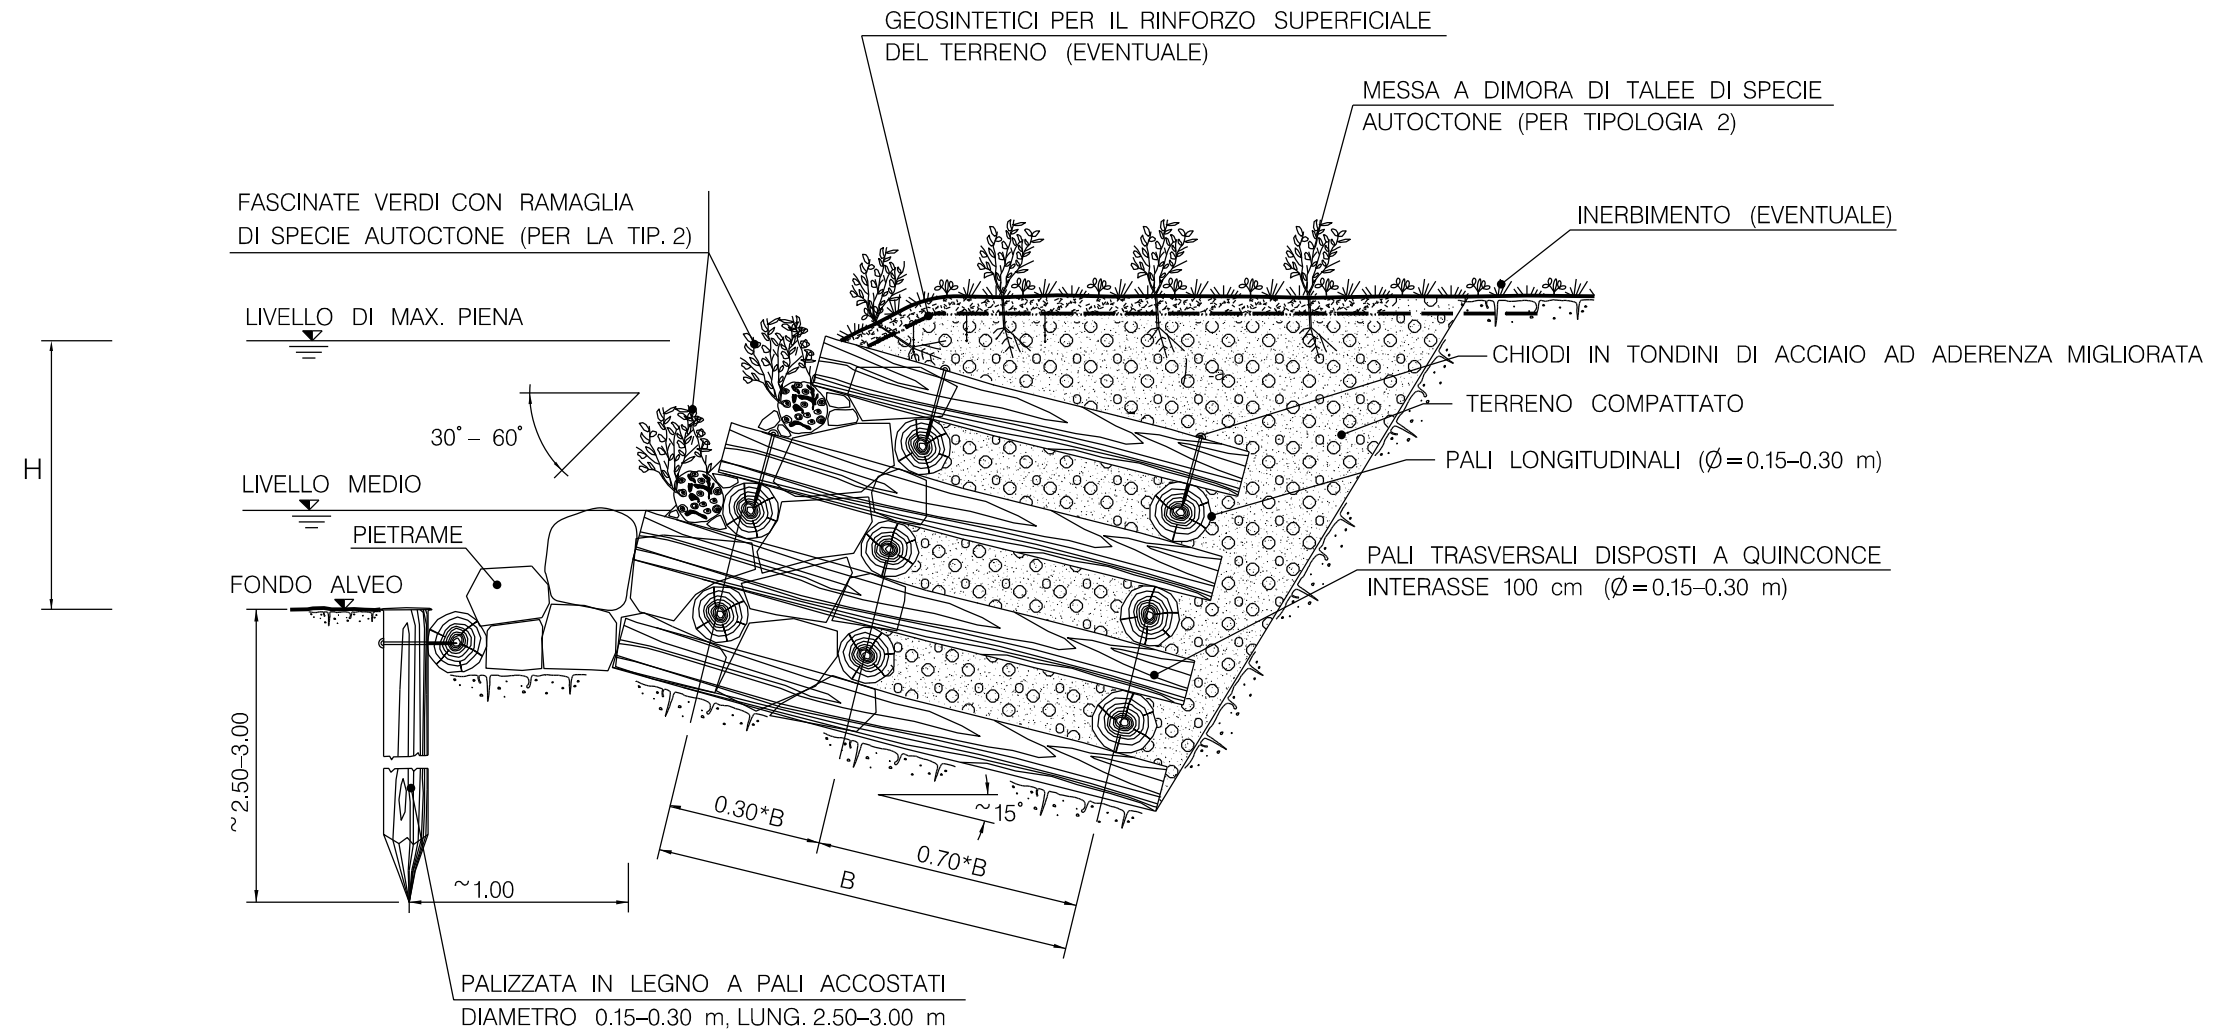 GEOSINTETICI PER IL RINFORZO SUPERFICIALE
DEL TERRENO (EVENTUALE)
MESSA A DIMORA DI TALEE DI SPECIE
AUTOCTONE (PER TIPOLOGIA 2)
FASCINATE VERDI CON RAMAGLIA
DI SPECIE AUTOCTONE (PER LA TIP. 2)
INERBIMENTO (EVENTUALE)
LIVELLO DI MAX. PIENA
CHIODI IN TONDINI DI ACCIAIO AD ADERENZA MIGLIORATA
TERRENO COMPATTATO
30° – 60°
H
PALI LONGITUDINALI (Ø=0.15–0.30 m)
LIVELLO MEDIO
PIETRAME
PALI TRASVERSALI DISPOSTI A QUINCONCE
INTERASSE 100 cm (Ø=0.15–0.30 m)
FONDO ALVEO
~2.50–3.00
0.30*B
~15°
0.70*B
B
~1.00
PALIZZATA IN LEGNO A PALI ACCOSTATI
DIAMETRO 0.15–0.30 m, LUNG. 2.50–3.00 m